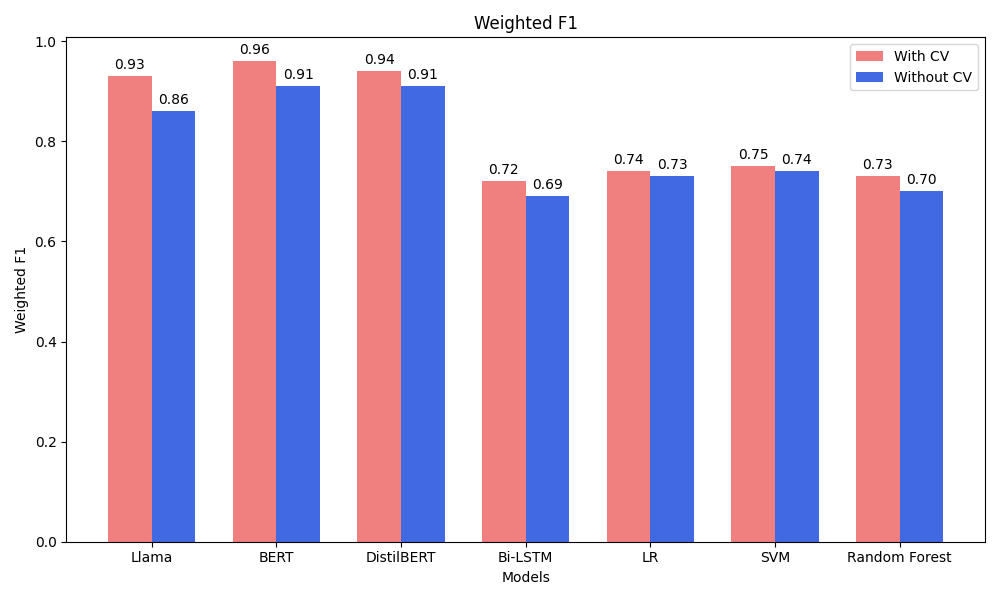 Weighted F1
With CV
Without CV
Weighted F1
1.0
0.8
0.6
0.4
0.2
0.0
0.93
0.86
0.96
0.91
0.94
0.91
0.72
0.69
0.74
0.73
0.75
0.74
0.73
0.70
Llama
BERT
DistilBERT
Bi-LSTM
LR
SVM
Random Forest
Models